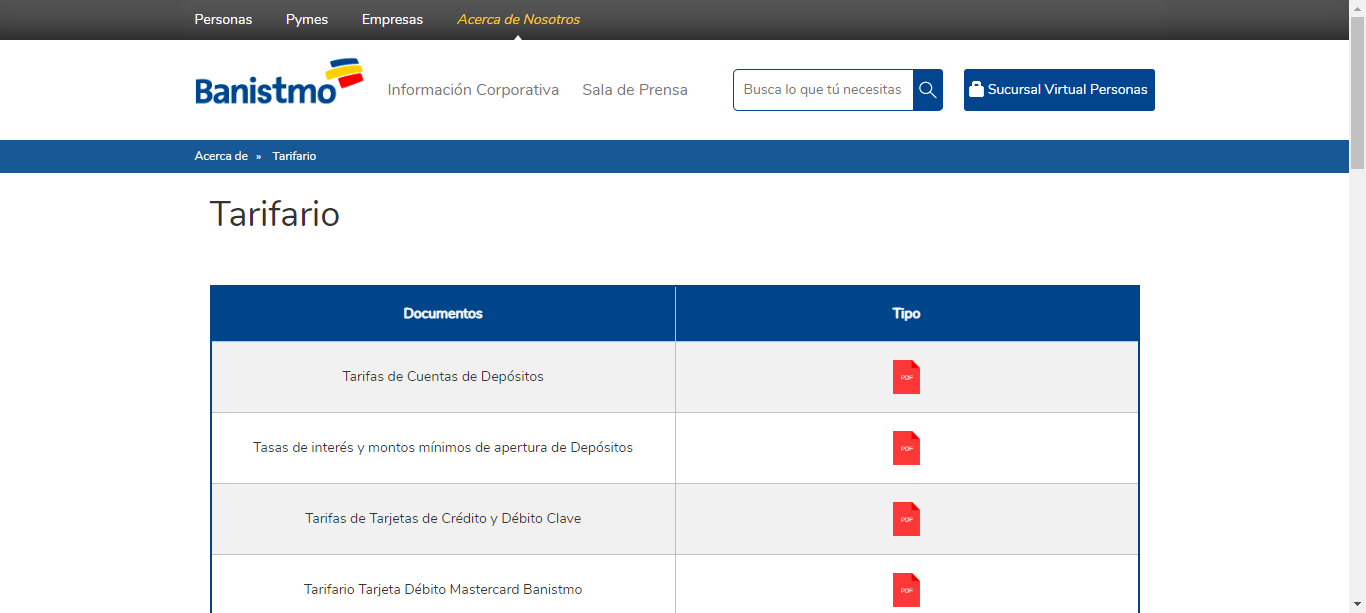 Personas Pymes Empresas Acerca de Nosotros
Banistmo Información Corporativa Sala de Prensa Busca lo que tú necesitas Sucursal Virtual Personas
Acerca de » Tarifario
Tarifario
Documentos Tipo
Tarifas de Cuentas de Depósitos PDF
Tasas de interés y montos mínimos de apertura de Depósitos PDF
Tarifas de Tarjetas de Crédito y Débito Clave PDF
Tarifario Tarjeta Débito Mastercard Banistmo PDF